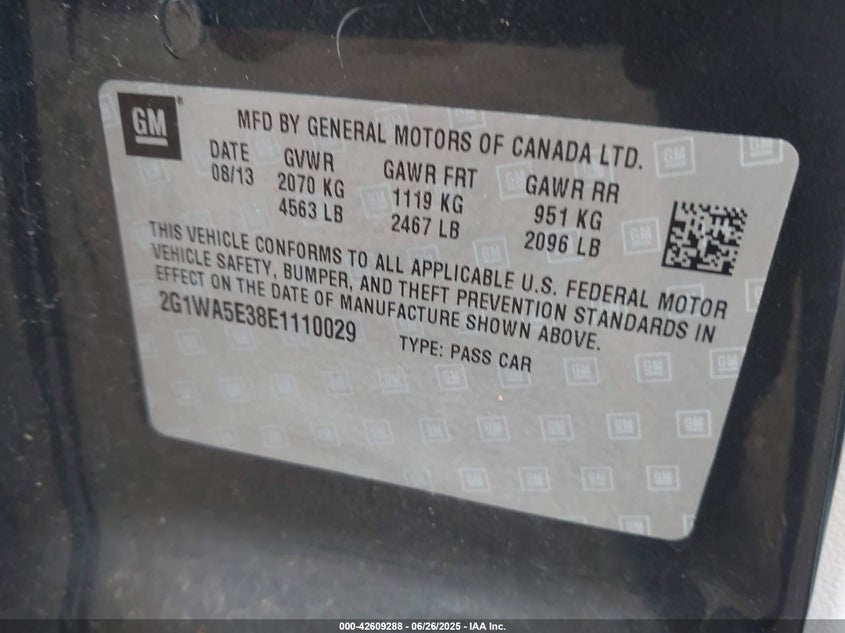 GM
MFD BY GENERAL MOTORS OF CANADA LTD.
DATE GVWR GAWR FRT GAWR RR
08/13 2070 KG 1119 KG 951 KG
4563 LB 2467 LB 2096 LB
THIS VEHICLE CONFORMS TO ALL APPLICABLE U.S. FEDERAL MOTOR
VEHICLE SAFETY, BUMPER, AND THEFT PREVENTION STANDARDS IN
EFFECT ON THE DATE OF MANUFACTURE SHOWN ABOVE.
2G1WA5E38E1110029 TYPE: PASS CAR
000-42609288 - 06/26/2025 - IAA Inc.